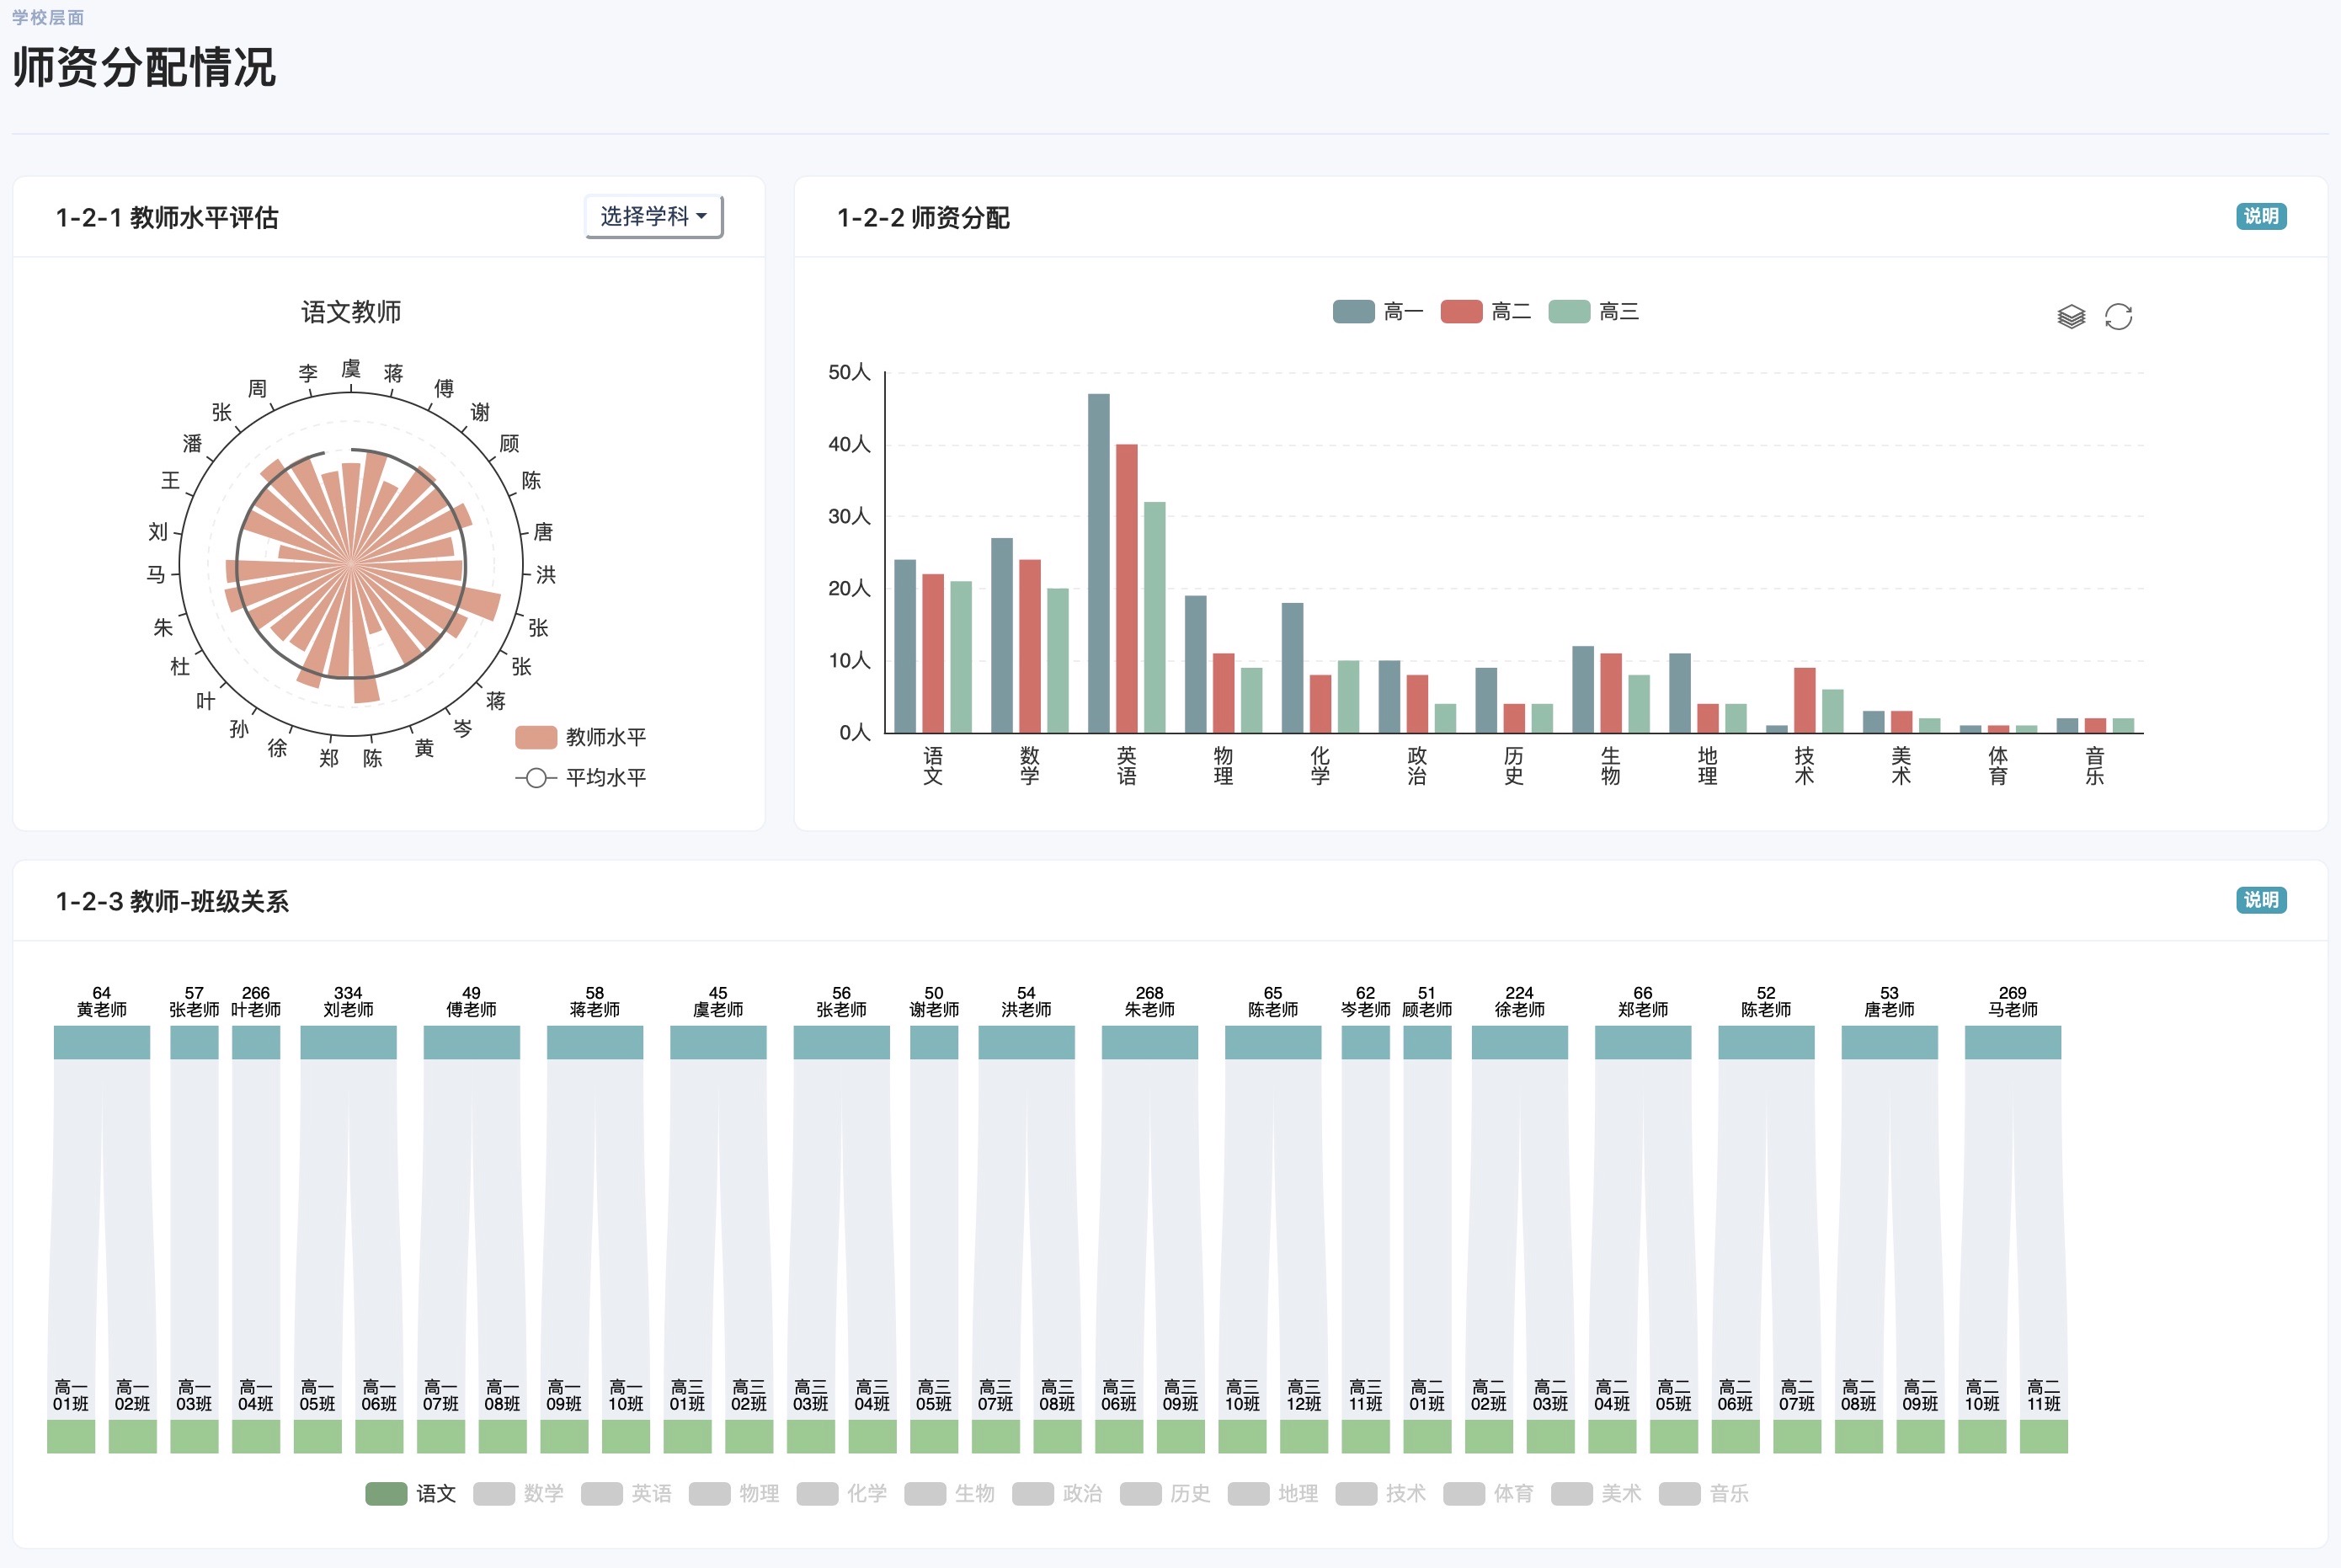 学校层面
师资分配情况
1-2-1 教师水平评估
选择学科
语文教师
虞
蒋
傅
谢
顾
陈
唐
洪
张
张
蒋
岑
黄
陈
郑
徐
孙
叶
杜
朱
马
刘
王
潘
张
周
李
教师水平
平均水平
1-2-2 师资分配
说明
高一 高二 高三
50人
40人
30人
20人
10人
0人
语文
数学
英语
物理
化学
政治
历史
生物
地理
技术
美术
体育
音乐
1-2-3 教师-班级关系
说明
64 57 266 334 49 58 45 56 50 54 268 65 62 51 224 66 52 53 269
黄老师 张老师 叶老师 刘老师 傅老师 蒋老师 虞老师 张老师 谢老师 洪老师 朱老师 陈老师 岑老师 顾老师 徐老师 郑老师 陈老师 唐老师 马老师
高一 高一 高一 高一 高一 高一 高一 高一 高一 高一 高三 高三 高三 高三 高三 高三 高三 高三 高三 高三 高三 高三 高二 高二 高二 高二 高二 高二 高二 高二 高二 高二 高二
01班 02班 03班 04班 05班 06班 07班 08班 09班 10班 01班 02班 03班 04班 05班 07班 08班 06班 09班 10班 12班 11班 01班 02班 03班 04班 05班 06班 07班 08班 09班 10班 11班
语文 数学 英语 物理 化学 生物 政治 历史 地理 技术 体育 美术 音乐